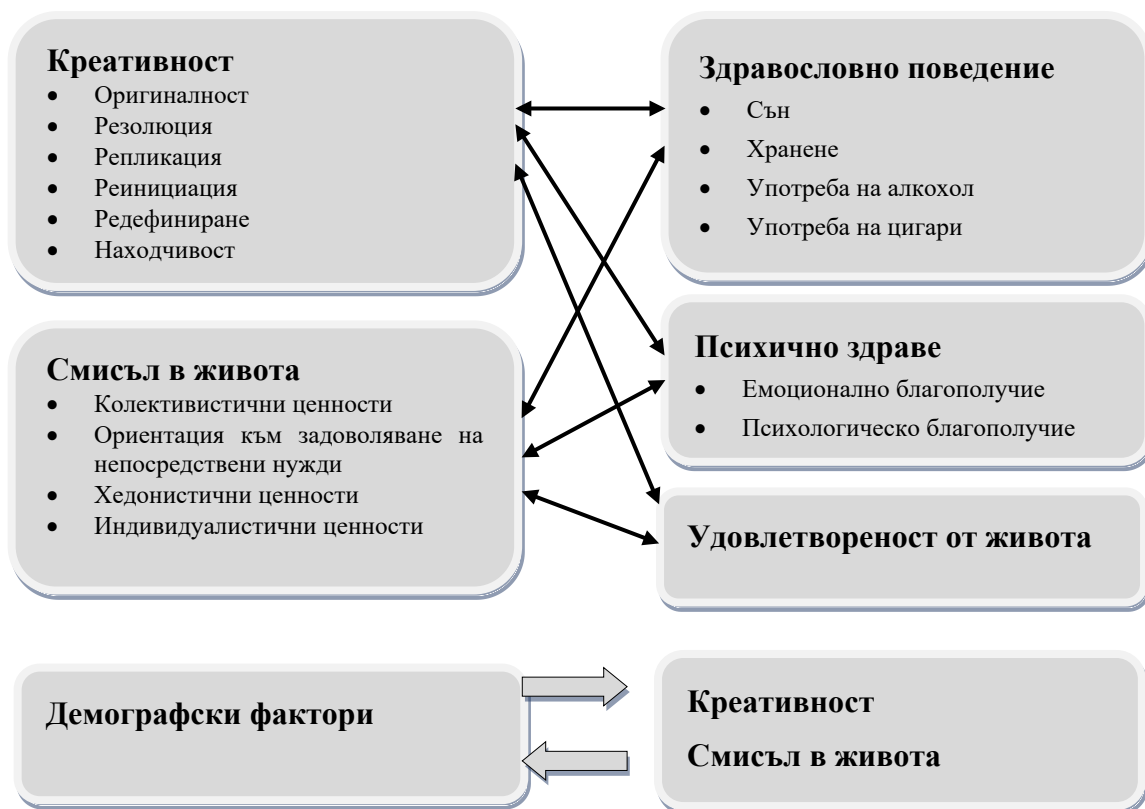 Креативност
• Оригиналност
• Резолюция
• Репликация
• Реинициация
• Редефиниране
• Находчивост
Здравословно поведение
• Сън
• Хранене
• Употреба на алкохол
• Употреба на цигари
Смисъл в живота
• Колективистични ценности
• Ориентация към задоволяване на
непосредствени нужди
• Хедонистични ценности
• Индивидуалистични ценности
Психично здраве
• Емоционално благополучие
• Психологическо благополучие
Удовлетвореност от живота
Демографски фактори
Креативност
Смисъл в живота